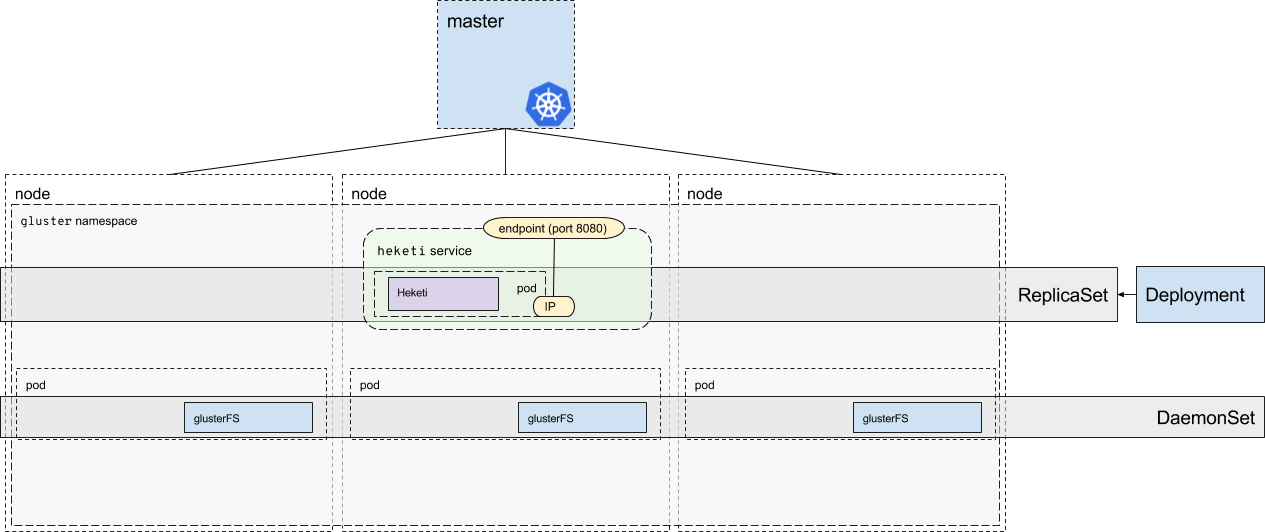 master
node
node
node
gluster namespace
endpoint (port 8080)
heketi service
Heketi
pod
IP
ReplicaSet
Deployment
pod
pod
pod
glusterFS
glusterFS
glusterFS
DaemonSet